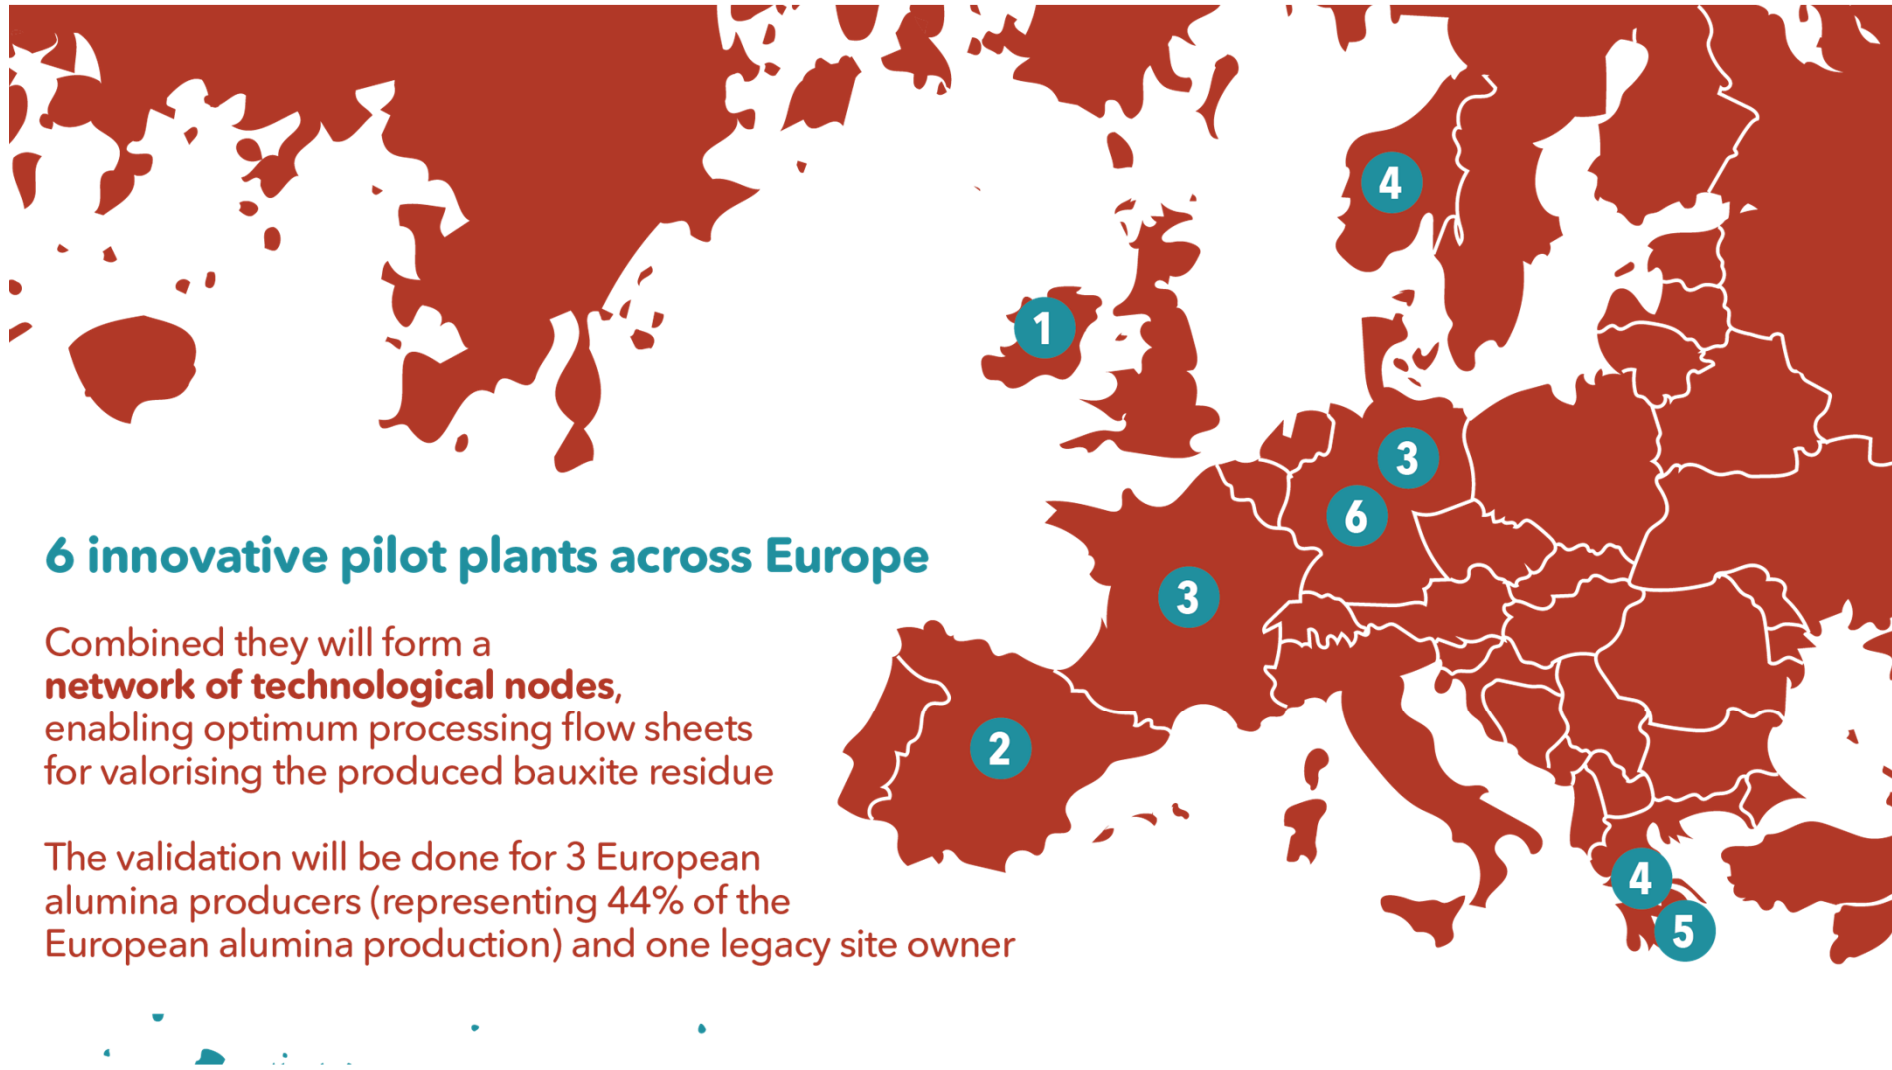 4
1
3
6
3
2
4
5
6 innovative pilot plants across Europe
Combined they will form a
network of technological nodes,
enabling optimum processing flow sheets
for valorising the produced bauxite residue
The validation will be done for 3 European
alumina producers (representing 44% of the
European alumina production) and one legacy site owner